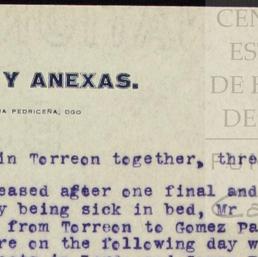 CEN
ES
DE
DE
Y ANEXAS.
PEDRICEÑA, DGO
in Torreon together, thre
eased after one final and
y being sick in bed, Mr
from Torreon to Gomez Pa
re on the following day w